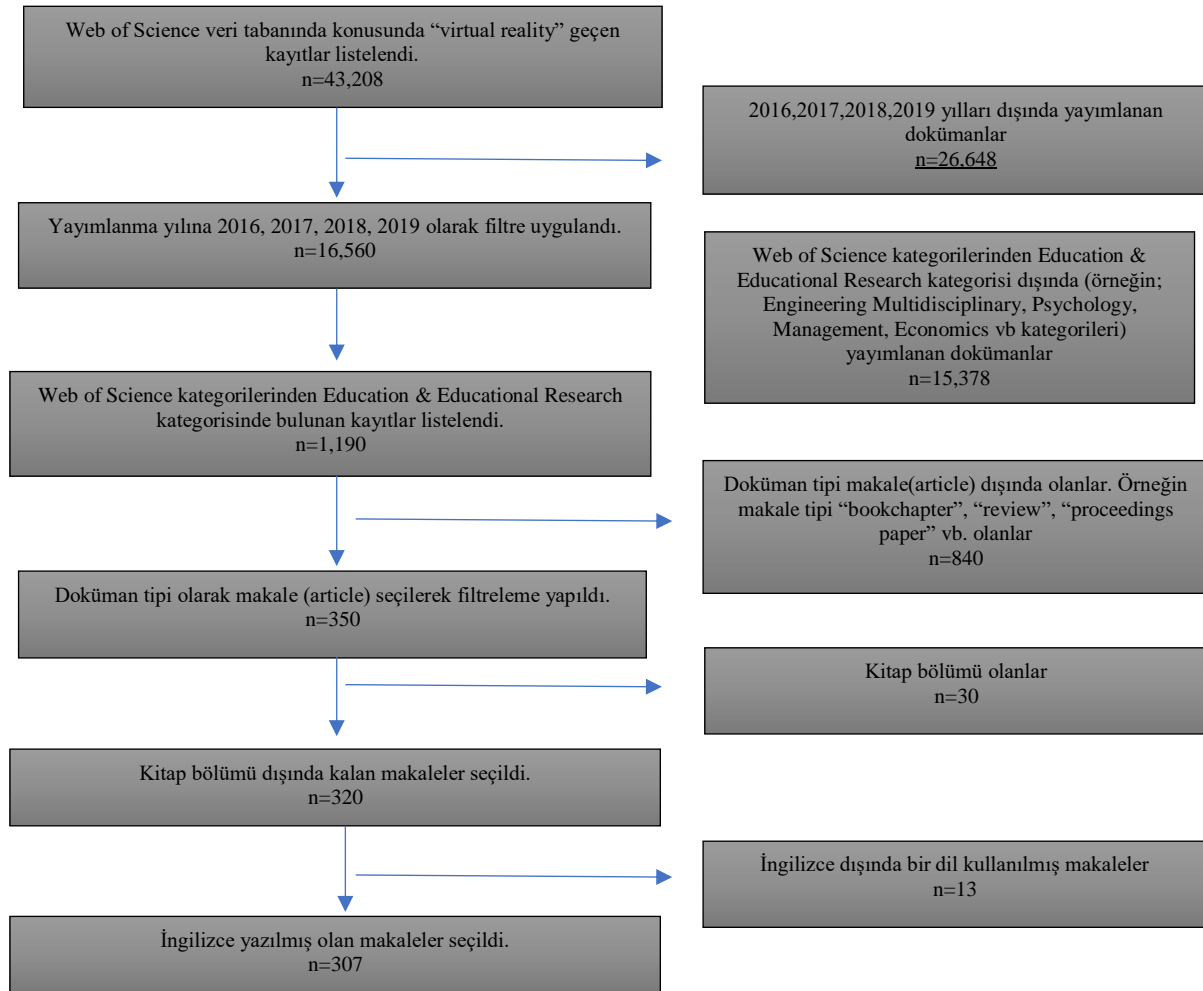 Web of Science veri tabanında konusunda “virtual reality” geçen
kayıtlar listelendi.
n=43,208
2016,2017,2018,2019 yılları dışında yayımlanan
dokümanlar
n=26,648
Yayımlanma yılına 2016, 2017, 2018, 2019 olarak filtre uygulandı.
n=16,560
Web of Science kategorilerinden Education &
Educational Research kategorisi dışında (örneğin;
Engineering Multidisciplinary, Psychology,
Management, Economics vb kategorileri)
yayımlanan dokümanlar
n=15,378
Web of Science kategorilerinden Education & Educational Research
kategorisinde bulunan kayıtlar listelendi.
n=1,190
Doküman tipi makale(article) dışında olanlar. Örneğin
makale tipi “bookchapter”, “review”, “proceedings
paper” vb. olanlar
n=840
Doküman tipi olarak makale (article) seçilerek filtreleme yapıldı.
n=350
Kitap bölümü olanlar
n=30
Kitap bölümü dışında kalan makaleler seçildi.
n=320
İngilizce dışında bir dil kullanılmış makaleler
n=13
İngilizce yazılmış olan makaleler seçildi.
n=307